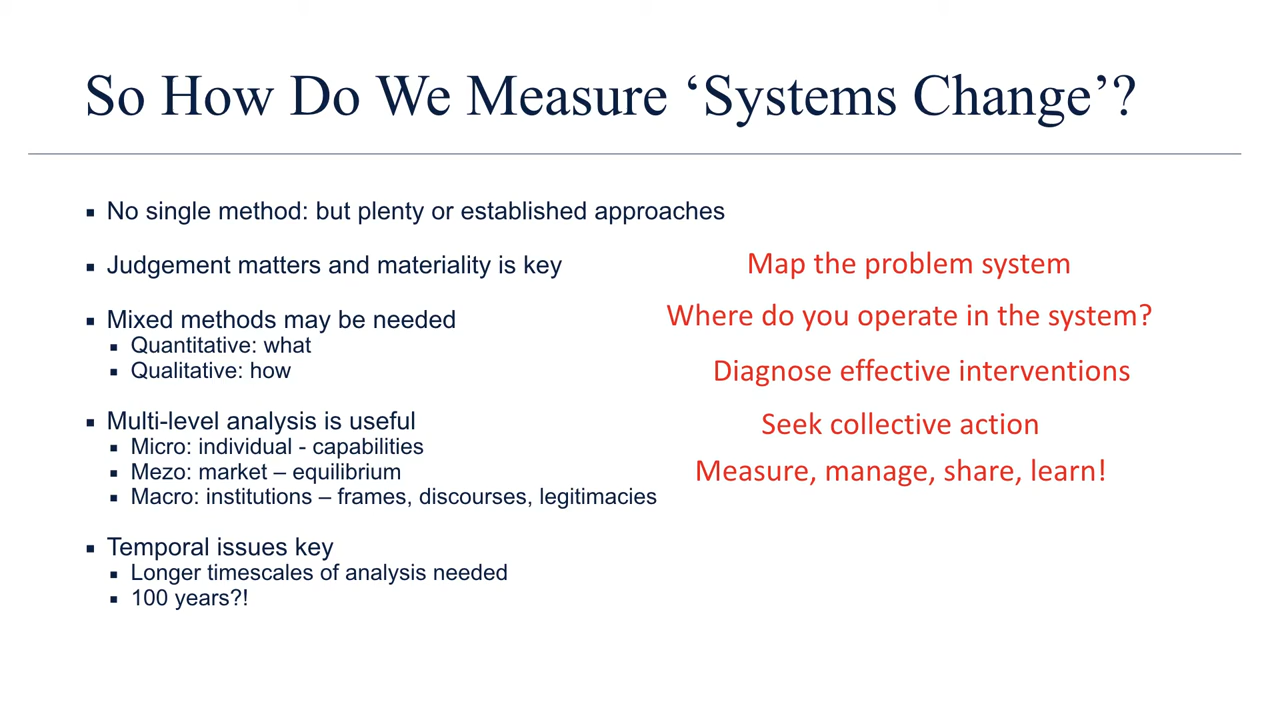 So How Do We Measure ‘Systems Change’?
▪ No single method: but plenty or established approaches
▪ Judgement matters and materiality is key
▪ Mixed methods may be needed
▪ Quantitative: what
▪ Qualitative: how
▪ Multi-level analysis is useful
▪ Micro: individual - capabilities
▪ Mezo: market – equilibrium
▪ Macro: institutions – frames, discourses, legitimacies
▪ Temporal issues key
▪ Longer timescales of analysis needed
▪ 100 years?!
Map the problem system
Where do you operate in the system?
Diagnose effective interventions
Seek collective action
Measure, manage, share, learn!